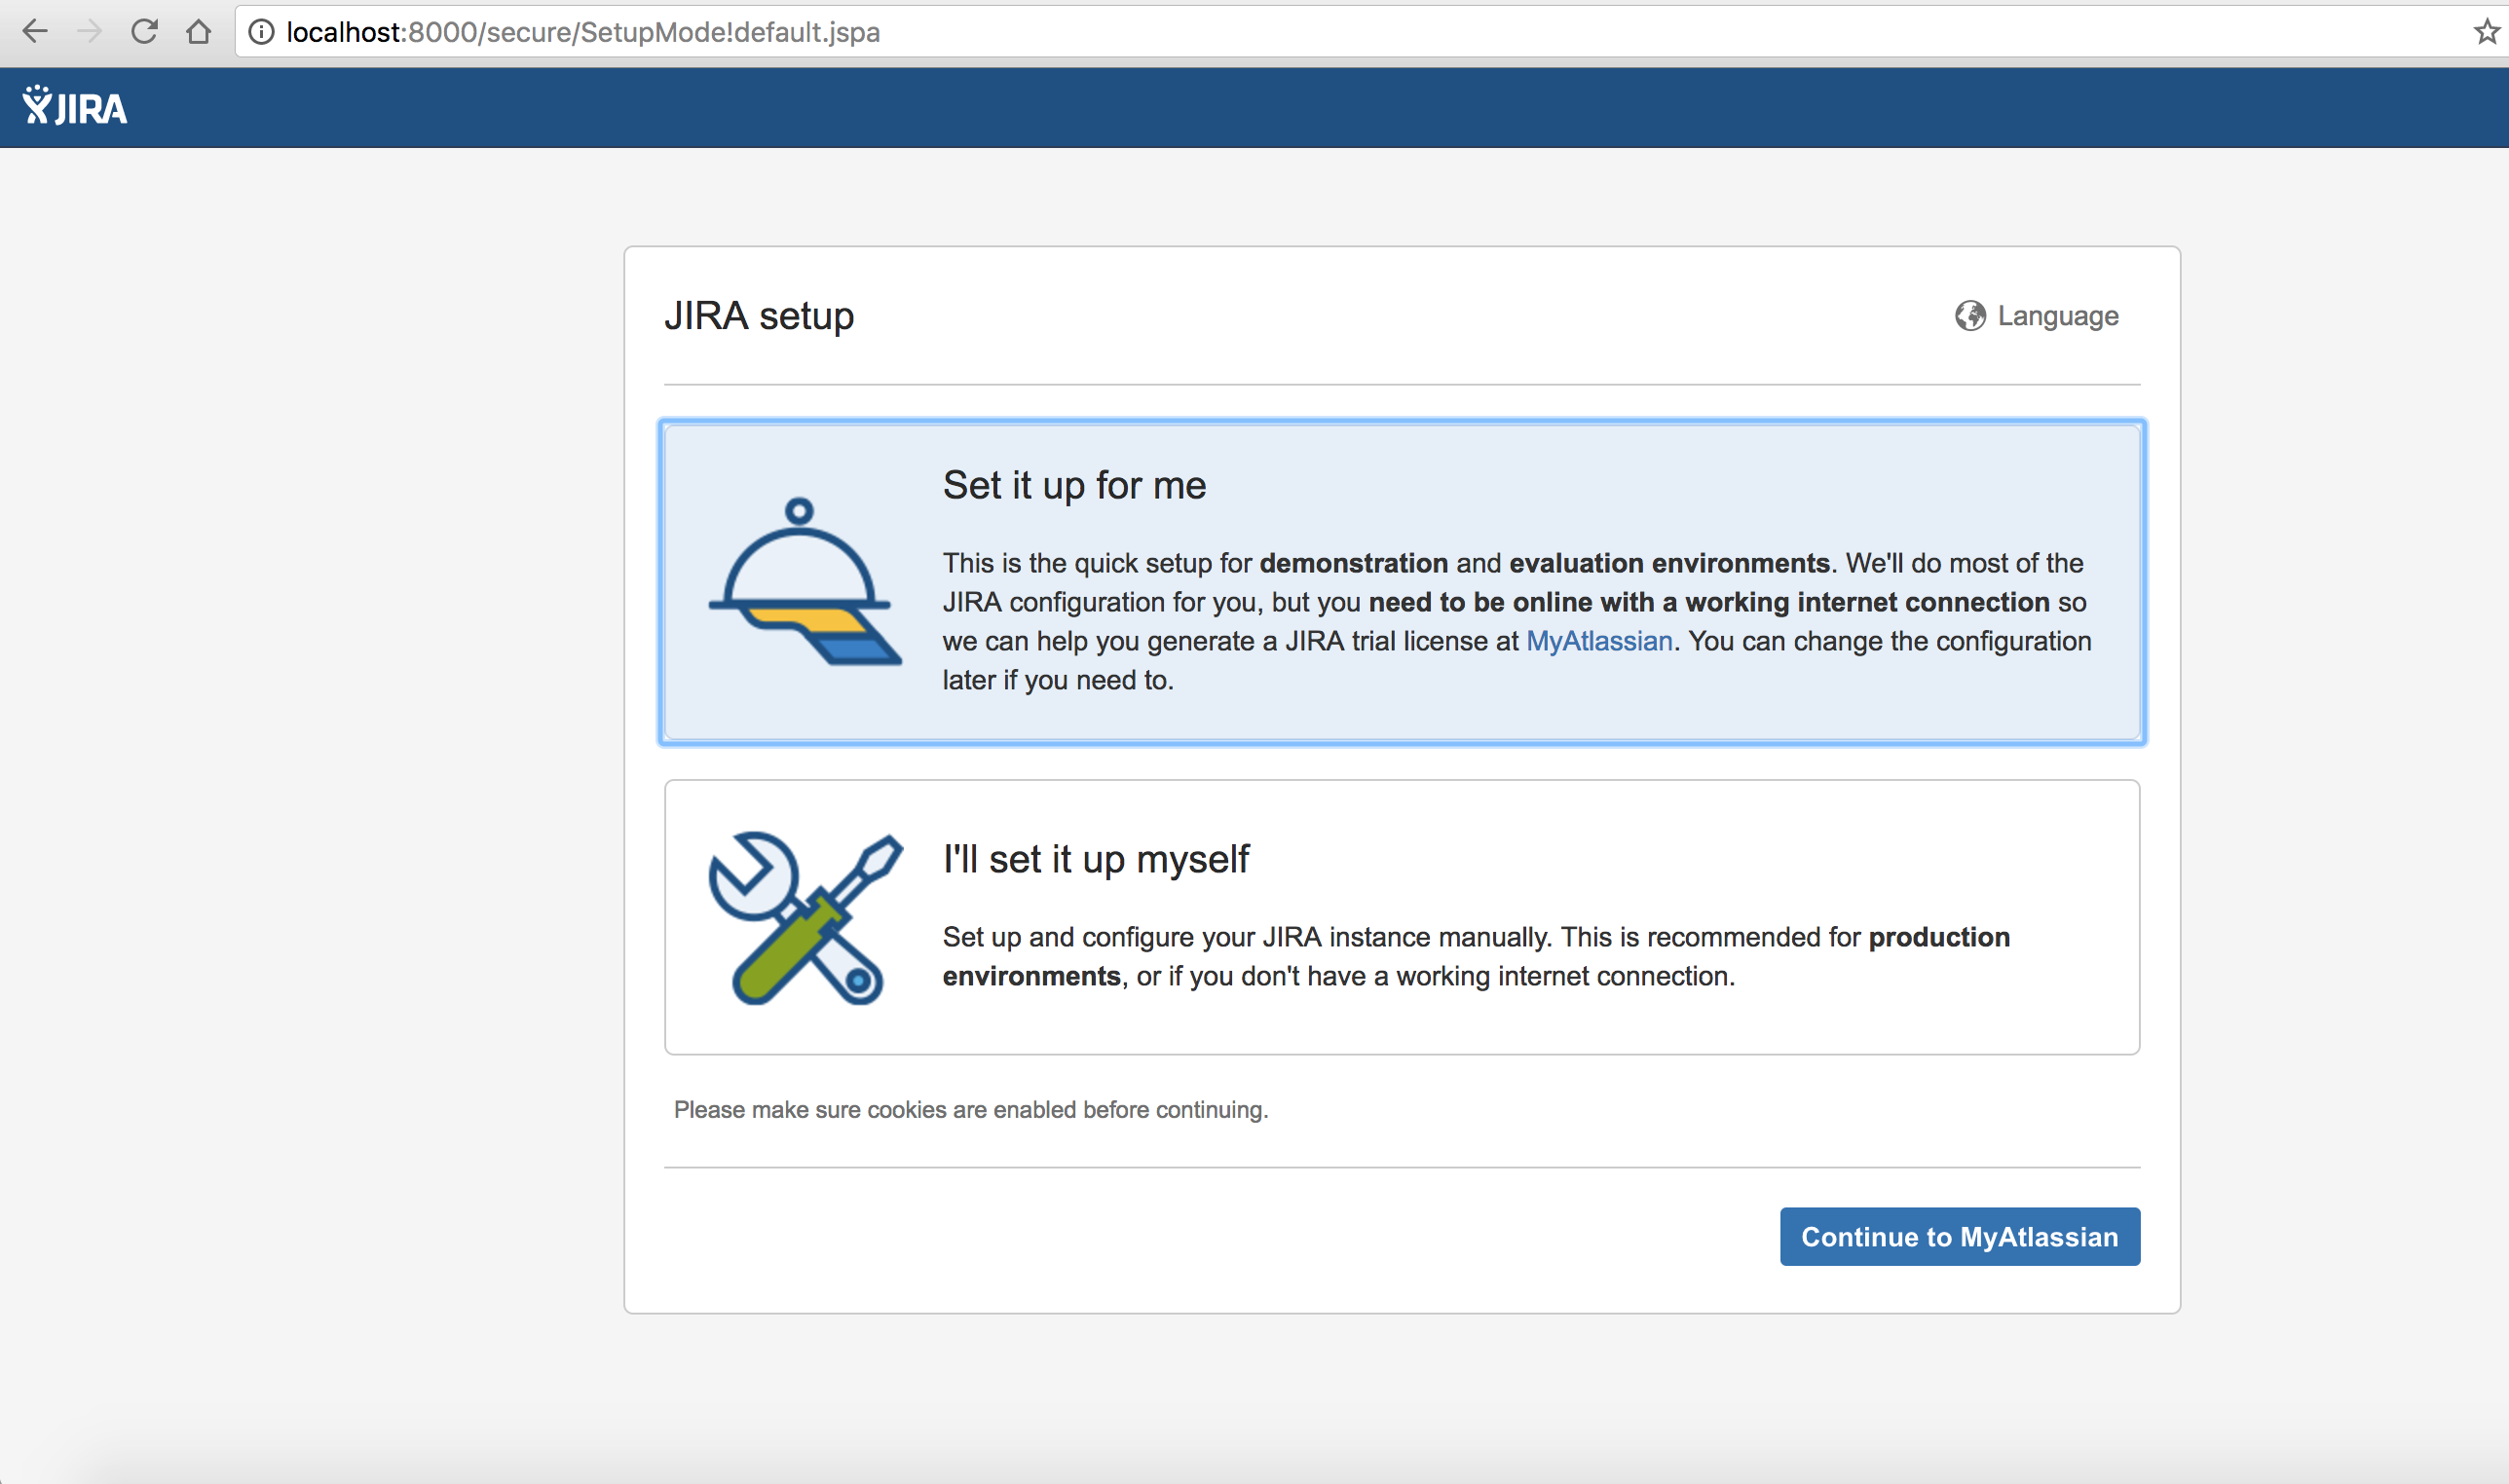 localhost:8000/secure/SetupMode!default.jspa
JIRA
JIRA setup
Language
Set it up for me
This is the quick setup for demonstration and evaluation environments. We'll do most of the
JIRA configuration for you, but you need to be online with a working internet connection so
we can help you generate a JIRA trial license at MyAtlassian. You can change the configuration
later if you need to.
I'll set it up myself
Set up and configure your JIRA instance manually. This is recommended for production
environments, or if you don't have a working internet connection.
Please make sure cookies are enabled before continuing.
Continue to MyAtlassian